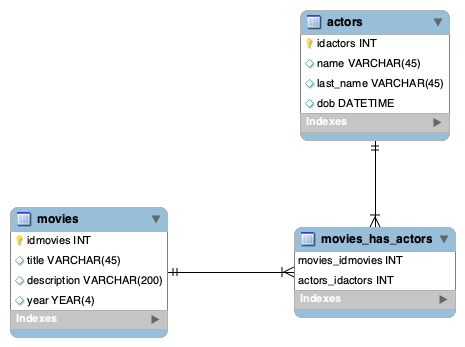 actors
idactors INT
name VARCHAR(45)
last_name VARCHAR(45)
dob DATETIME
Indexes
movies
idmovies INT
title VARCHAR(45)
description VARCHAR(200)
year YEAR(4)
Indexes
movies_has_actors
movies_idmovies INT
actors_idactors INT
Indexes